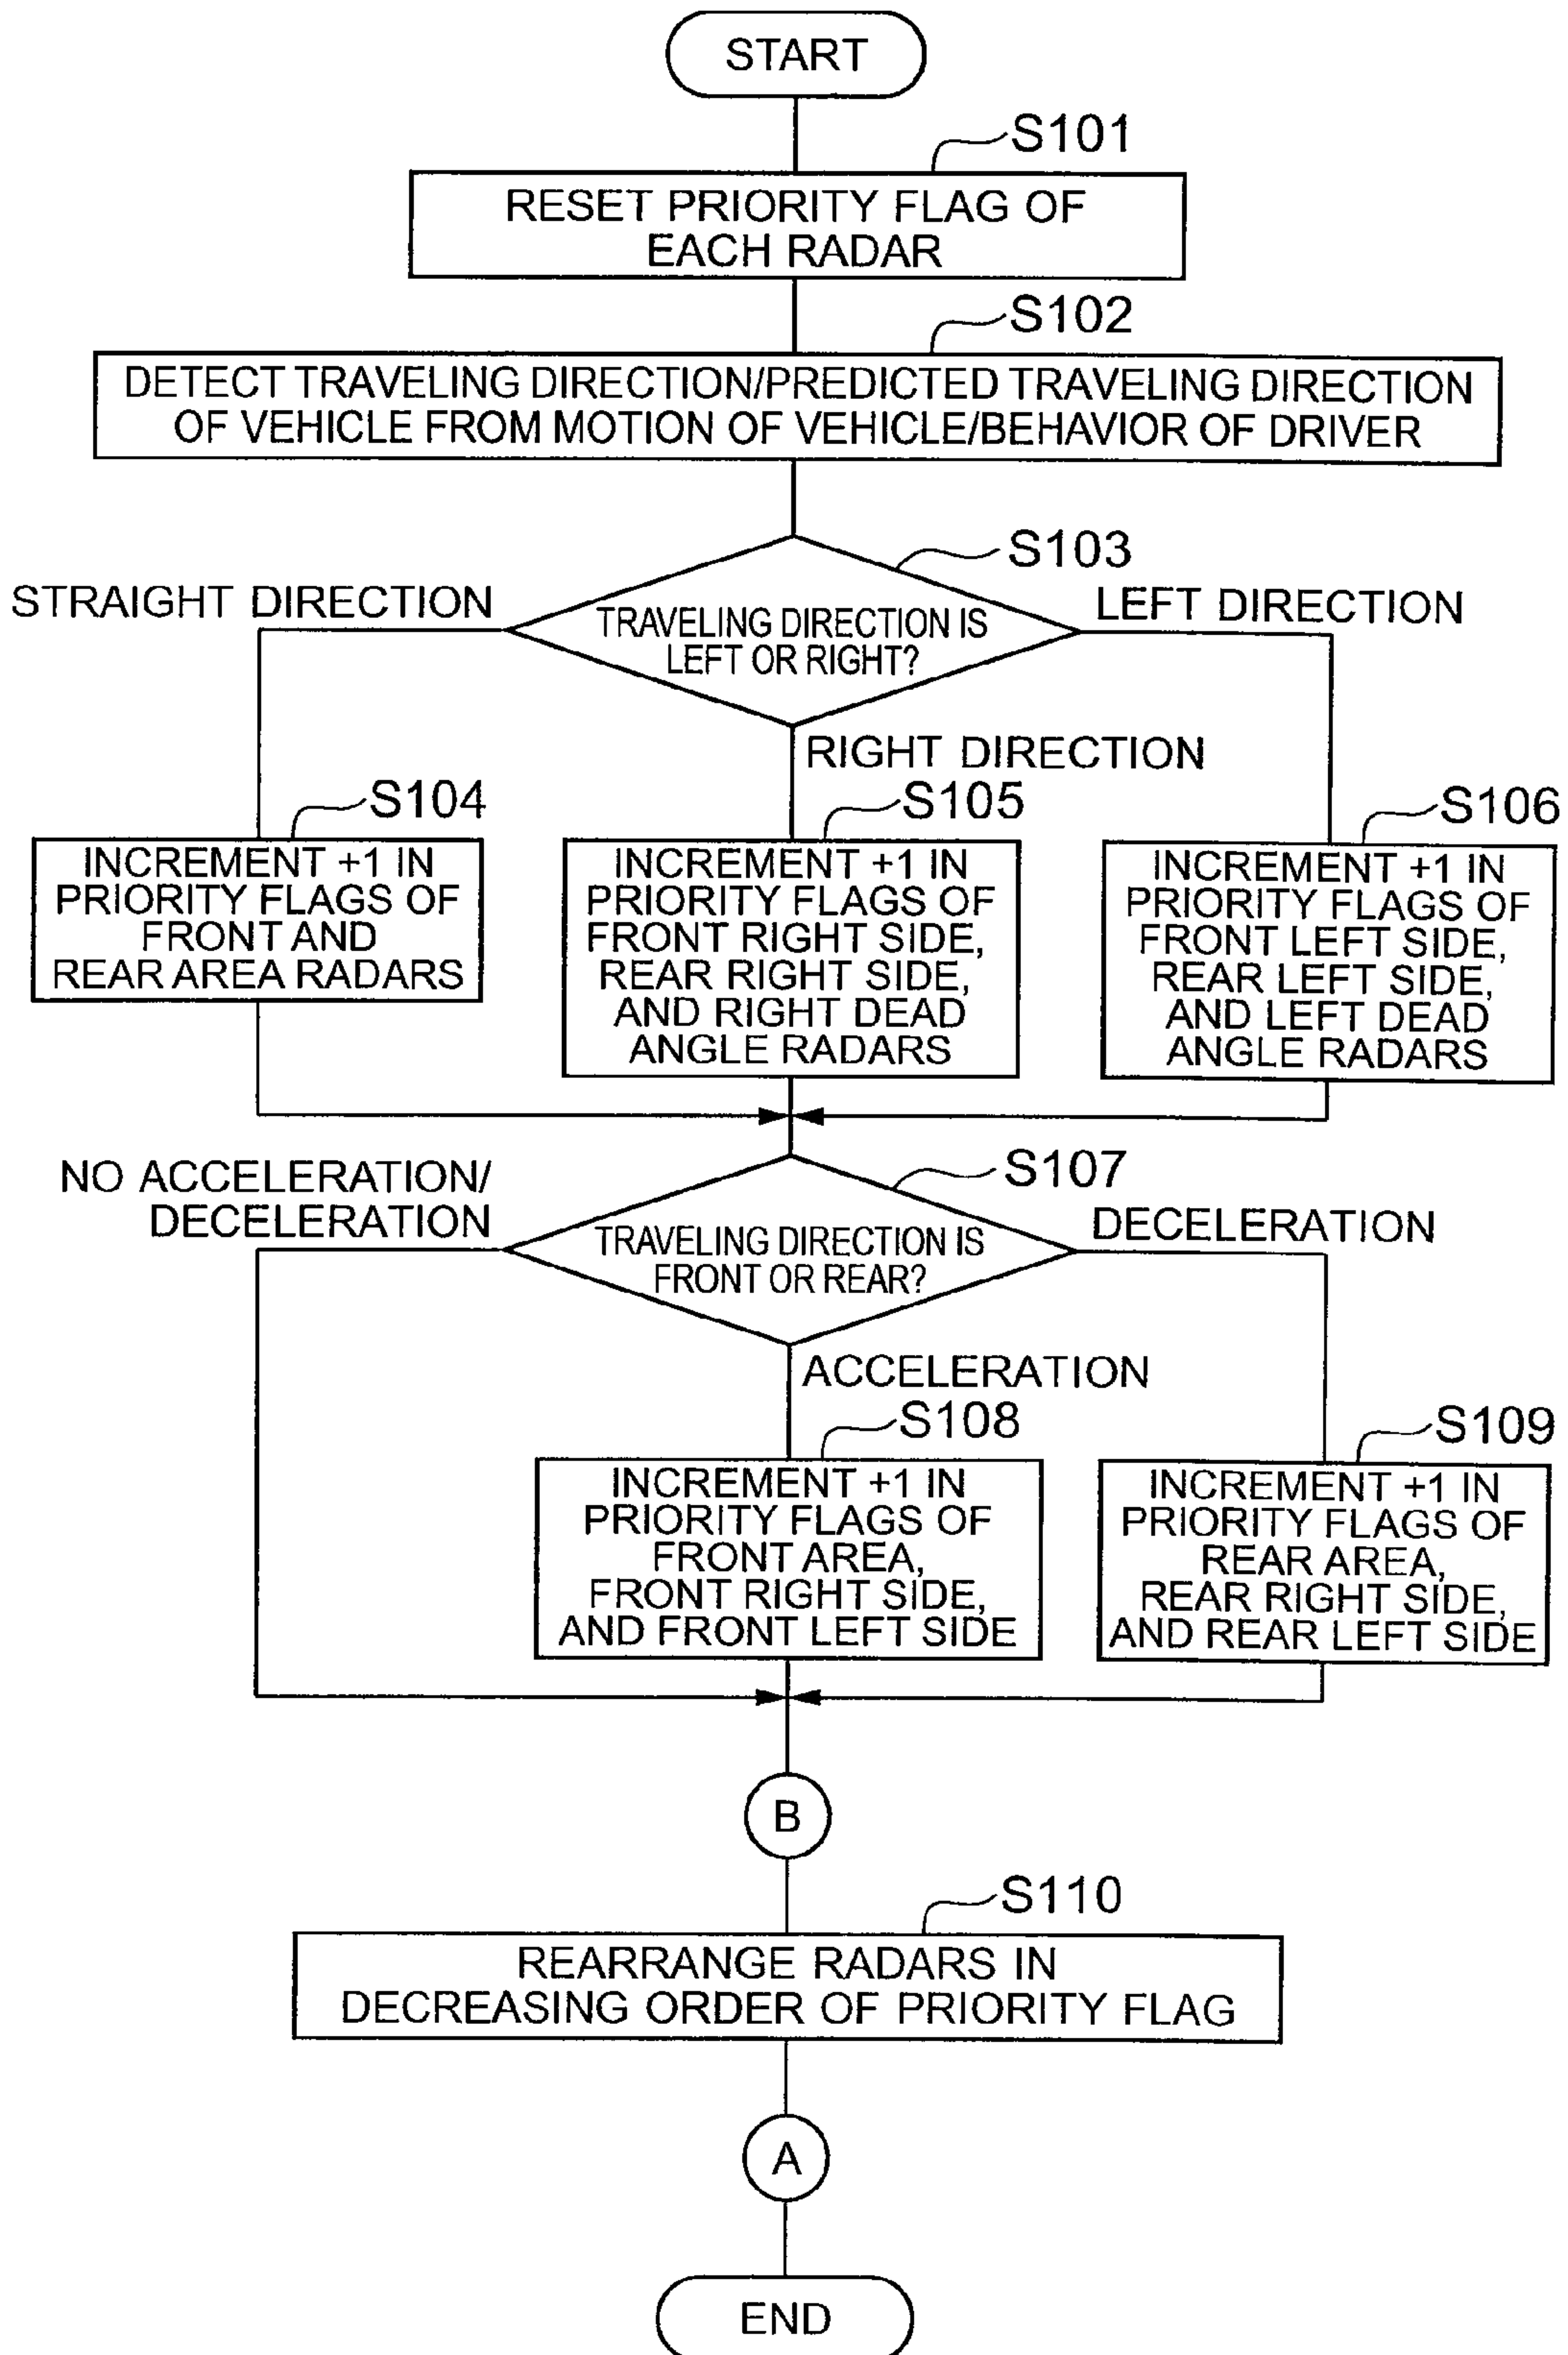 START
S101
RESET PRIORITY FLAG OF
EACH RADAR
S102
DETECT TRAVELING DIRECTION/PREDICTED TRAVELING DIRECTION
OF VEHICLE FROM MOTION OF VEHICLE/BEHAVIOR OF DRIVER
S103
STRAIGHT DIRECTION
TRAVELING DIRECTION IS
LEFT OR RIGHT?
LEFT DIRECTION
RIGHT DIRECTION
S104
INCREMENT +1 IN
PRIORITY FLAGS OF
FRONT AND
REAR AREA RADARS
S105
INCREMENT +1 IN
PRIORITY FLAGS OF
FRONT RIGHT SIDE,
REAR RIGHT SIDE,
AND RIGHT DEAD
ANGLE RADARS
S106
INCREMENT +1 IN
PRIORITY FLAGS OF
FRONT LEFT SIDE,
REAR LEFT SIDE,
AND LEFT DEAD
ANGLE RADARS
S107
NO ACCELERATION/
DECELERATION
TRAVELING DIRECTION IS
FRONT OR REAR?
DECELERATION
ACCELERATION
S108
INCREMENT +1 IN
PRIORITY FLAGS OF
FRONT AREA,
FRONT RIGHT SIDE,
AND FRONT LEFT SIDE
S109
INCREMENT +1 IN
PRIORITY FLAGS OF
REAR AREA,
REAR RIGHT SIDE,
AND REAR LEFT SIDE
B
S110
REARRANGE RADARS IN
DECREASING ORDER OF PRIORITY FLAG
A
END